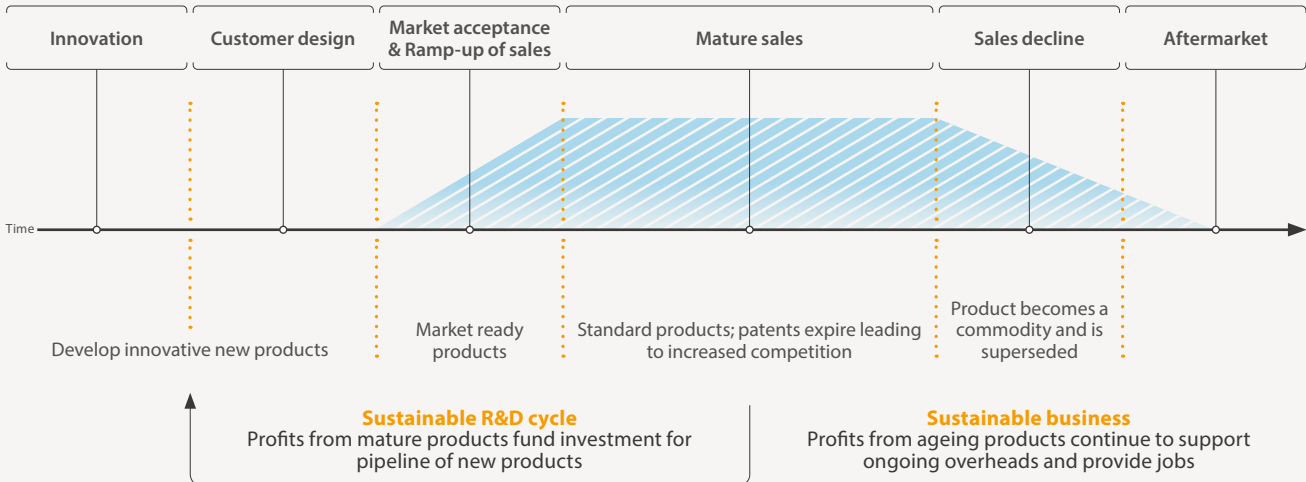 Innovation
Customer design
Market acceptance
& Ramp-up of sales
Mature sales
Sales decline
Aftermarket
Time
Develop innovative new products
Market ready
products
Standard products; patents expire leading
to increased competition
Product becomes a
commodity and is
superseded
Sustainable R&D cycle
Profits from mature products fund investment for
pipeline of new products
Sustainable business
Profits from ageing products continue to support
ongoing overheads and provide jobs